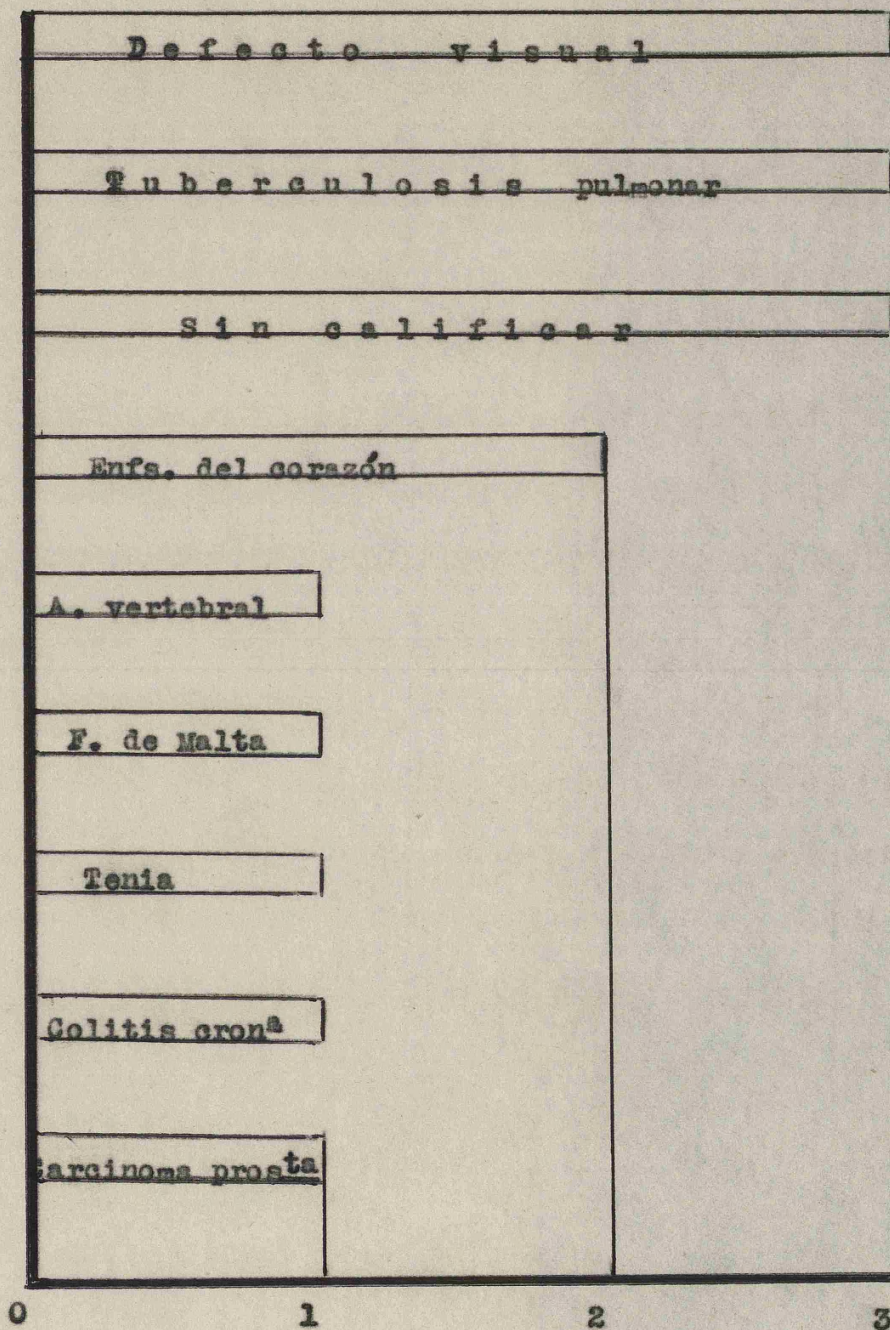 Defecto visual
Tuberculosis pulmonar
Sin calificar
Enfs. del corazón
A. vertebral
F. de Malta
Tenia
Colitis cronª
Carcinoma prosta
0 1 2 3